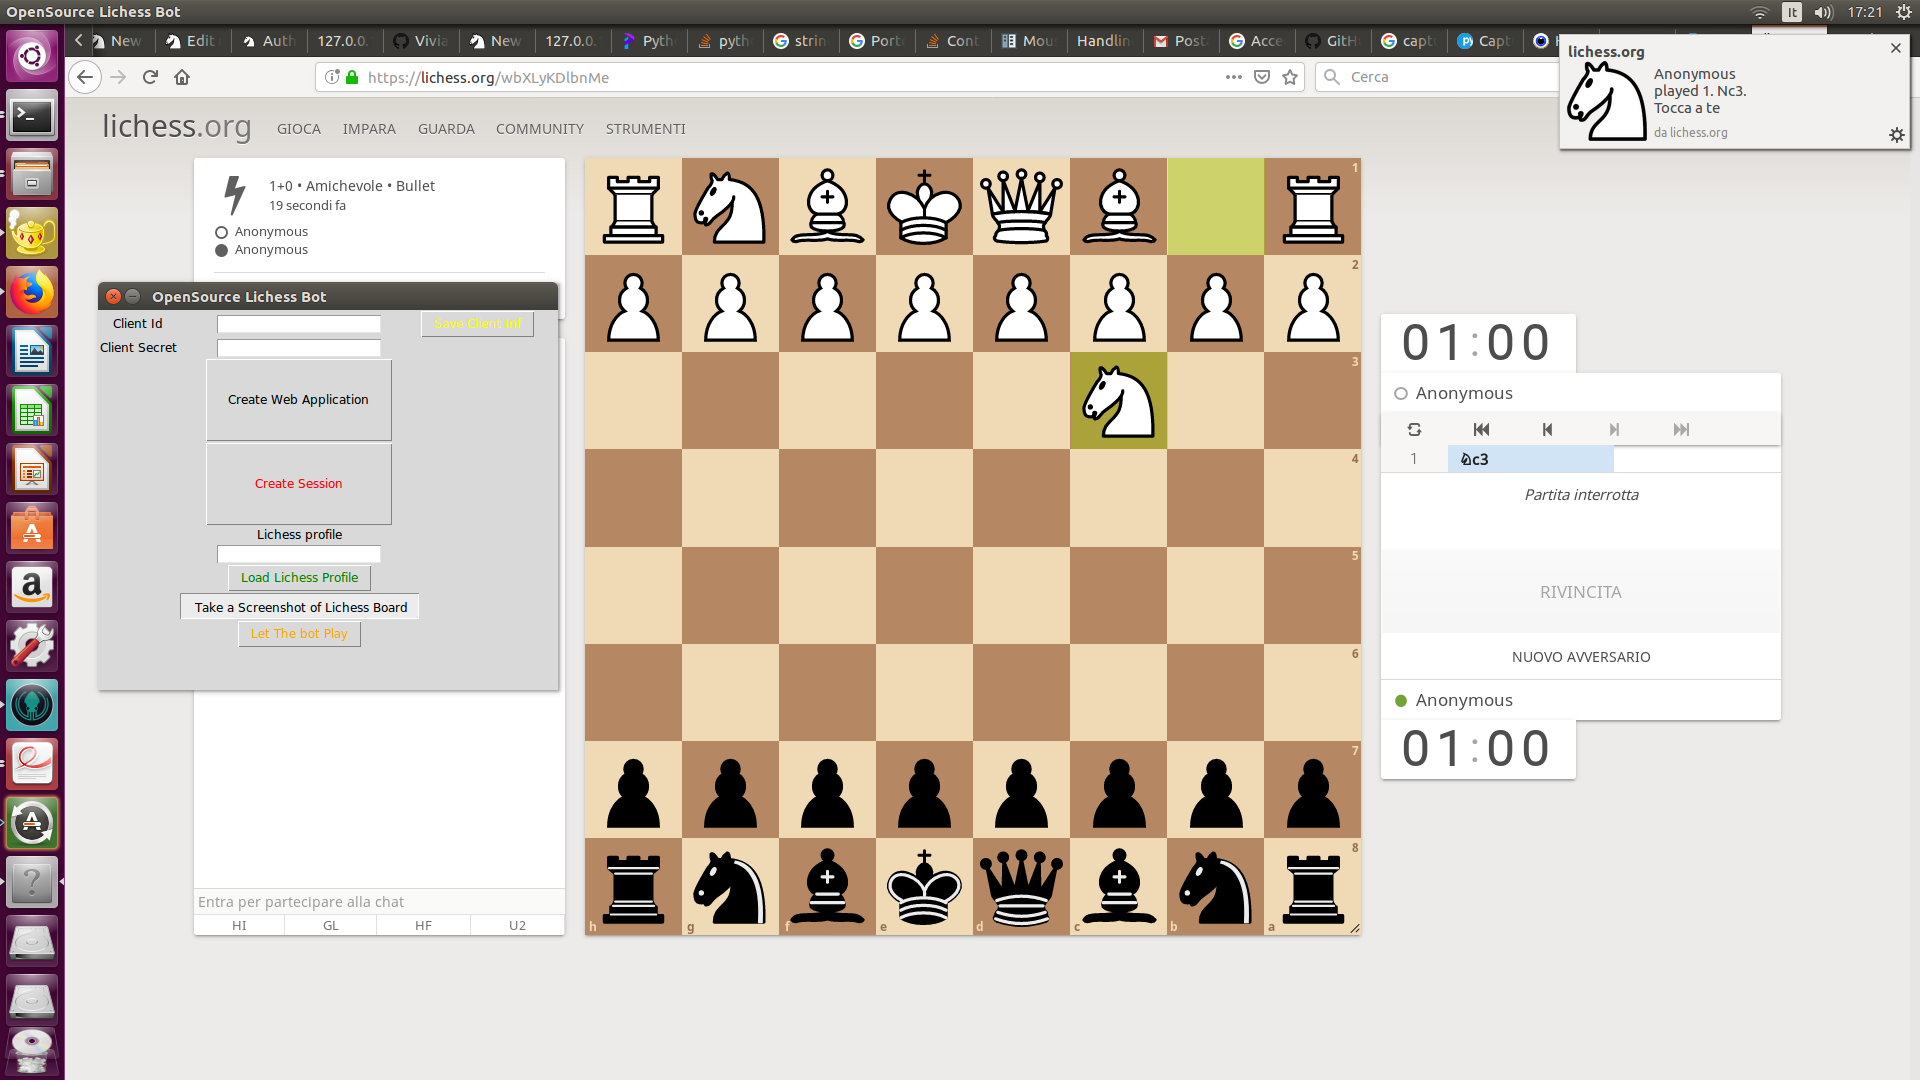 OpenSource Lichess Bot
It
17:21
New
Edit
Auth
127.0.0.
Vivia
New
127.0.0.
Pyth
pyth
strin
Porte
Cont
Mou
Handlin
Post
Acce
GitH
capt
Capt
https://lichess.org/wbXLyKDlbnMe
Cerca
lichess.org
Anonymous
played 1. Nc3.
Tocca a te
da lichess.org
lichess.org
GIOCA
IMPARA
GUARDA
COMMUNITY
STRUMENTI
1+0 • Amichevole • Bullet
19 secondi fa
Anonymous
Anonymous
OpenSource Lichess Bot
Client Id
Save Client Inf
Client Secret
Create Web Application
Create Session
Lichess profile
Load Lichess Profile
Take a Screenshot of Lichess Board
Let The bot Play
Entra per partecipare alla chat
HI GL HF U2
1
2
3
4
5
6
7
8
h g f e d c b a
01:00
Anonymous
1 ♘c3
Partita interrotta
RIVINCITA
NUOVO AVVERSARIO
Anonymous
01:00